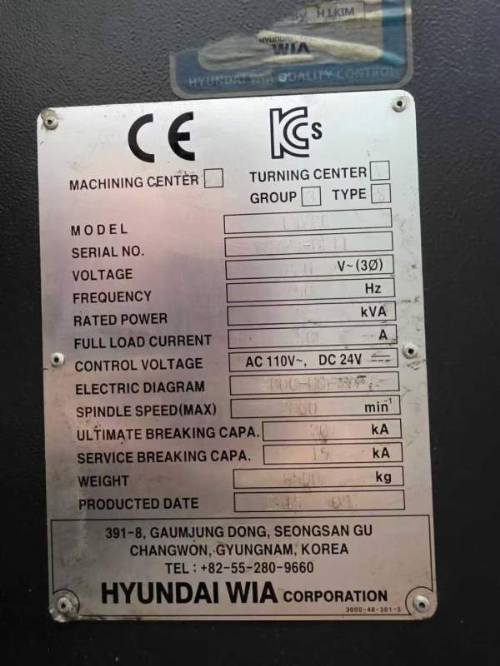 H.I.KIM
WIA
HYUNDAI WIA QUALITY CONTROL
CE KCs
MACHINING CENTER TURNING CENTER
GROUP TYPE
MODEL
SERIAL NO.
VOLTAGE V~(3Ø)
FREQUENCY Hz
RATED POWER kVA
FULL LOAD CURRENT A
CONTROL VOLTAGE AC 110V~, DC 24V
ELECTRIC DIAGRAM
SPINDLE SPEED(MAX) min⁻¹
ULTIMATE BREAKING CAPA. kA
SERVICE BREAKING CAPA. 15 kA
WEIGHT kg
PRODUCTED DATE
391-8, GAUMJUNG DONG, SEONGSAN GU
CHANGWON, GYUNGNAM, KOREA
TEL : +82-55-280-9660
HYUNDAI WIA CORPORATION